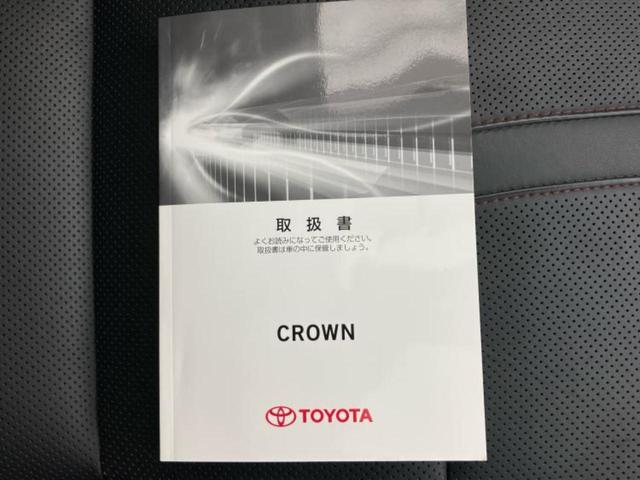 取扱書
よくお読みになってご使用ください。
取扱書は車の中に保管しましょう。
CROWN
TOYOTA